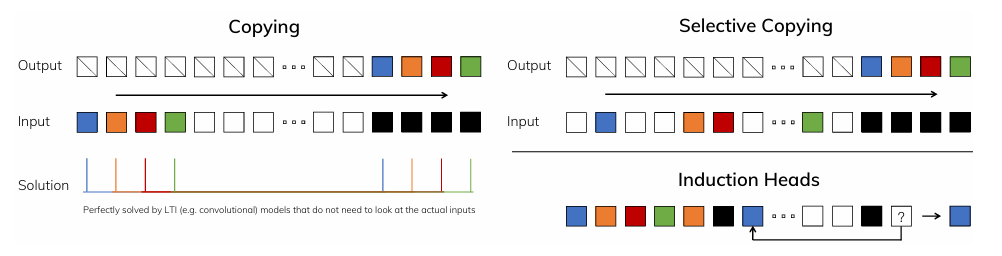 Copying
Output
Input
Solution
Perfectly solved by LTI (e.g. convolutional) models that do not need to look at the actual inputs
Selective Copying
Output
Input
Induction Heads
?